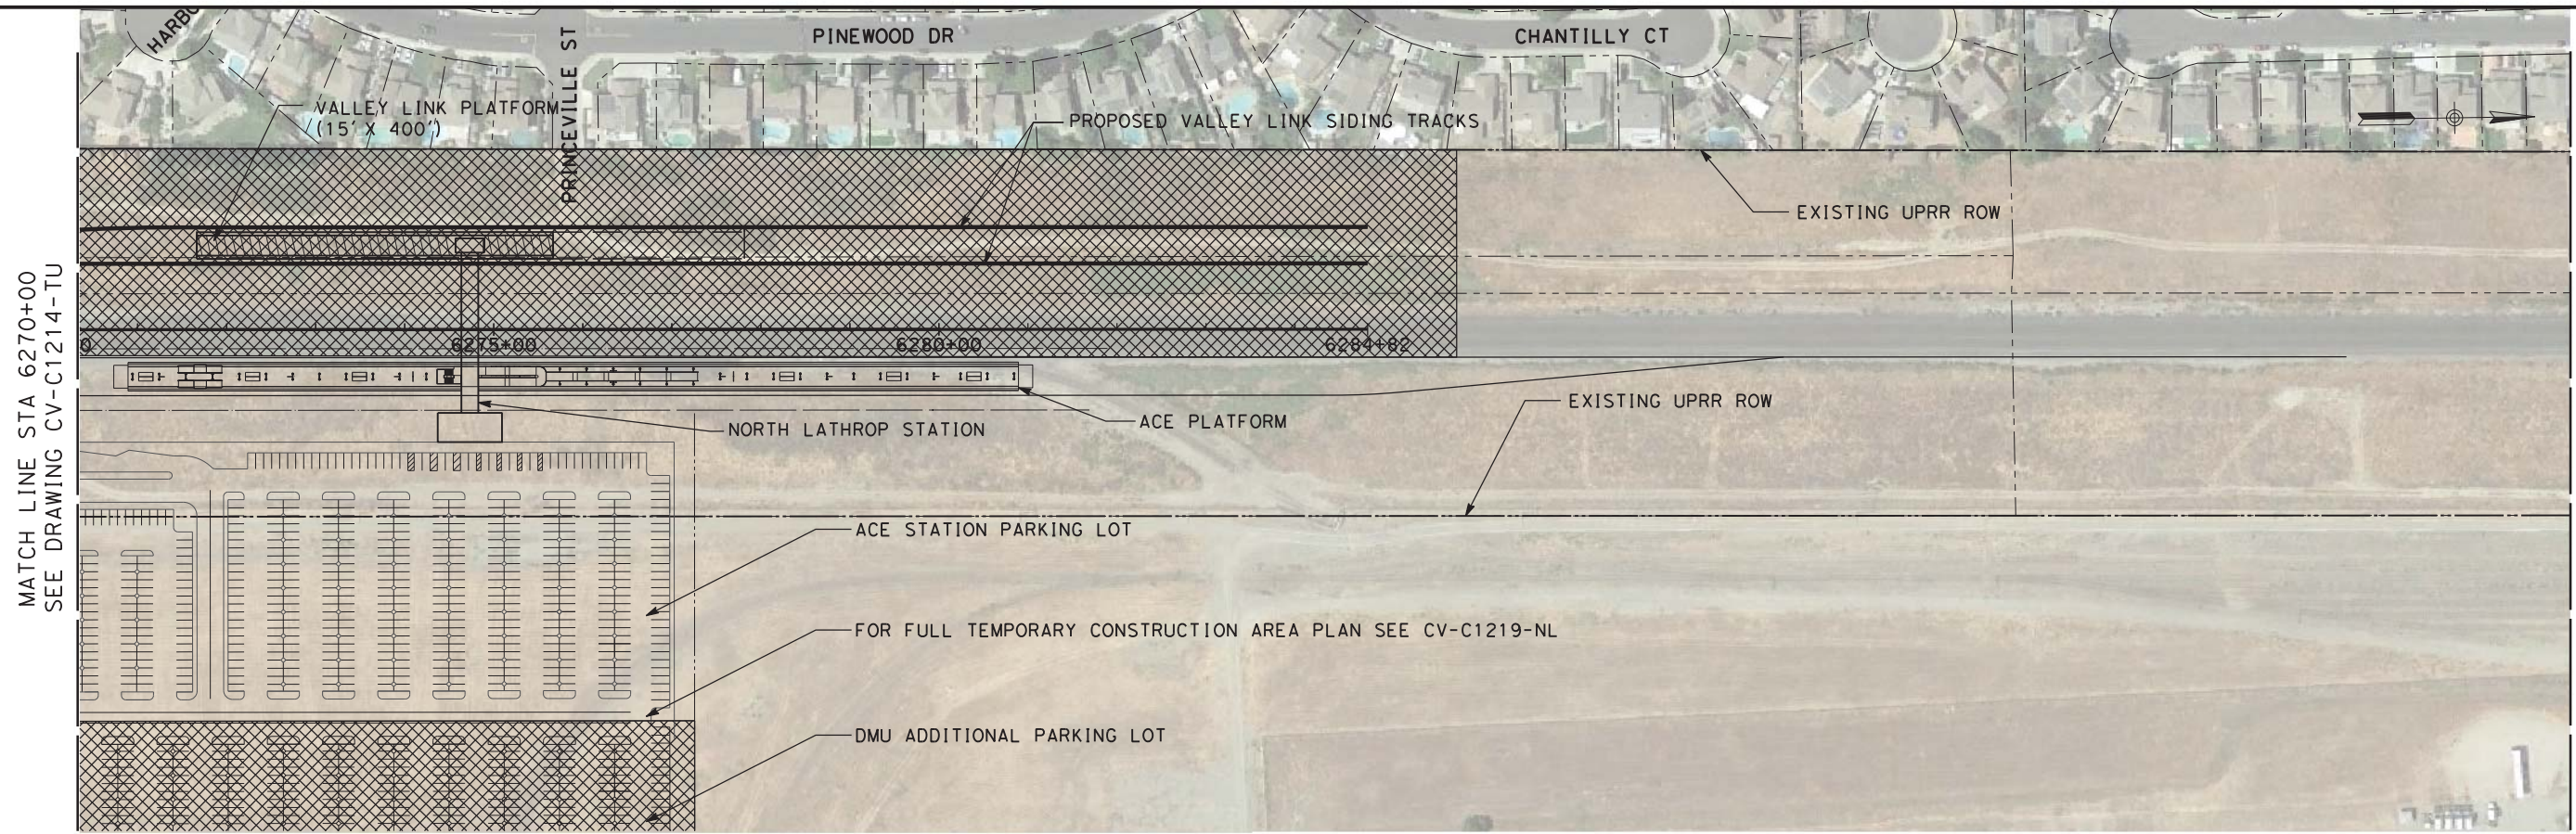 HARBO
PINEWOOD DR
CHANTILLY CT
PRINCEVILLE ST
VALLEY LINK PLATFORM
(15' X 400')
PROPOSED VALLEY LINK SIDING TRACKS
EXISTING UPRR ROW
0
6275+00
6280+00
6284+82
MATCH LINE STA 6270+00
SEE DRAWING CV-C1214-TU
EXISTING UPRR ROW
ACE PLATFORM
NORTH LATHROP STATION
ACE STATION PARKING LOT
FOR FULL TEMPORARY CONSTRUCTION AREA PLAN SEE CV-C1219-NL
DMU ADDITIONAL PARKING LOT